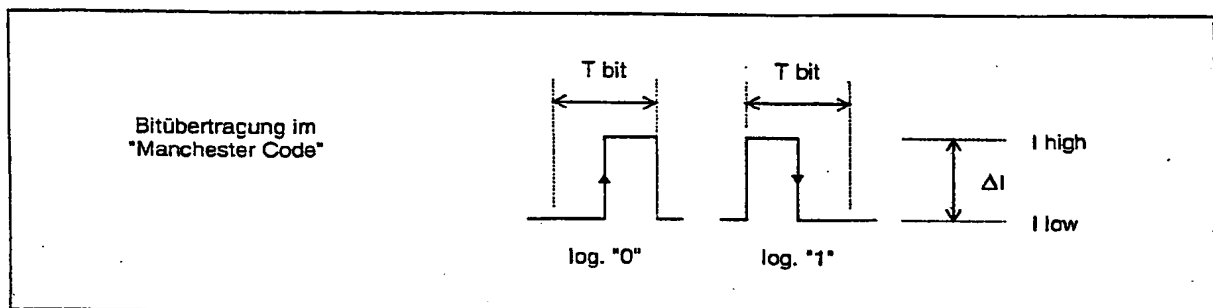 T bit
T bit
Bitübertragung im
"Manchester Code"
I high
ΔI
I low
log. "0"
log. "1"